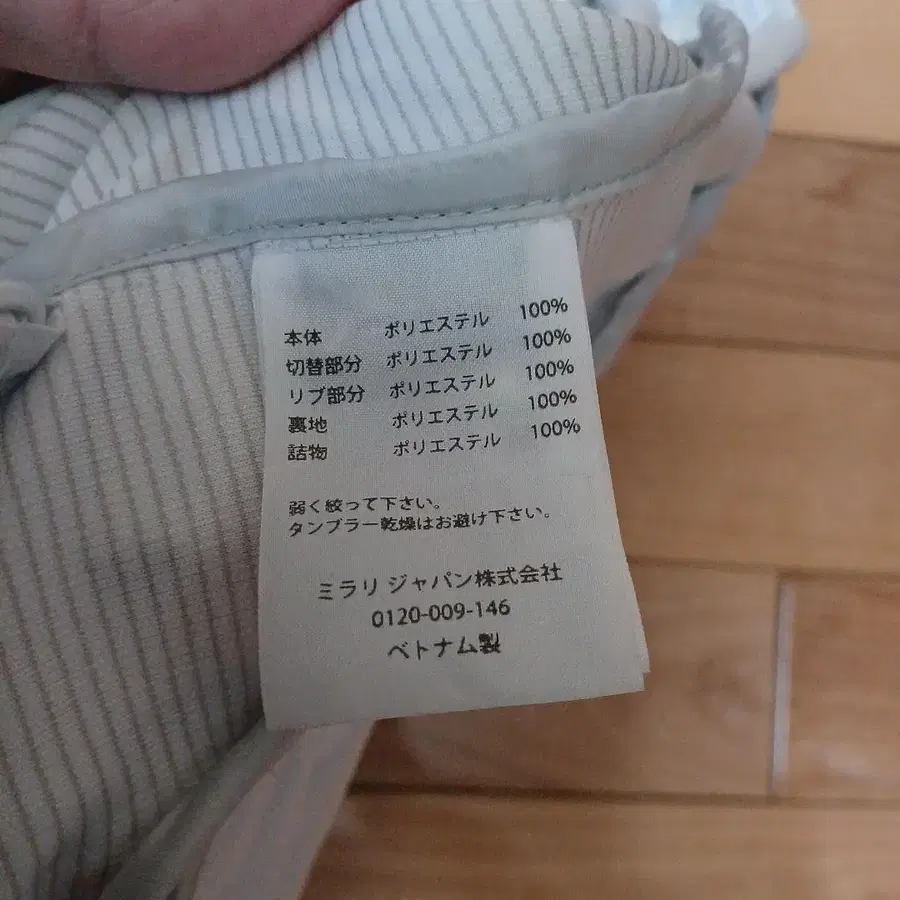 本体 ポリエステル 100%
切替部分 ポリエステル 100%
リブ部分 ポリエステル 100%
裏地 ポリエステル 100%
詰物 ポリエステル 100%
弱く絞って下さい。
タンブラー乾燥はお避け下さい。
ミラリ ジャパン株式会社
0120-009-146
ベトナム製